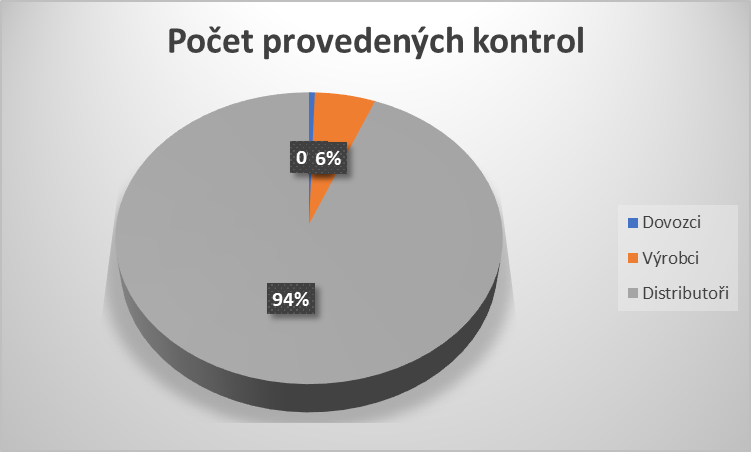 Počet provedených kontrol
0
6%
94%
Dovozci
Výrobci
Distributoři